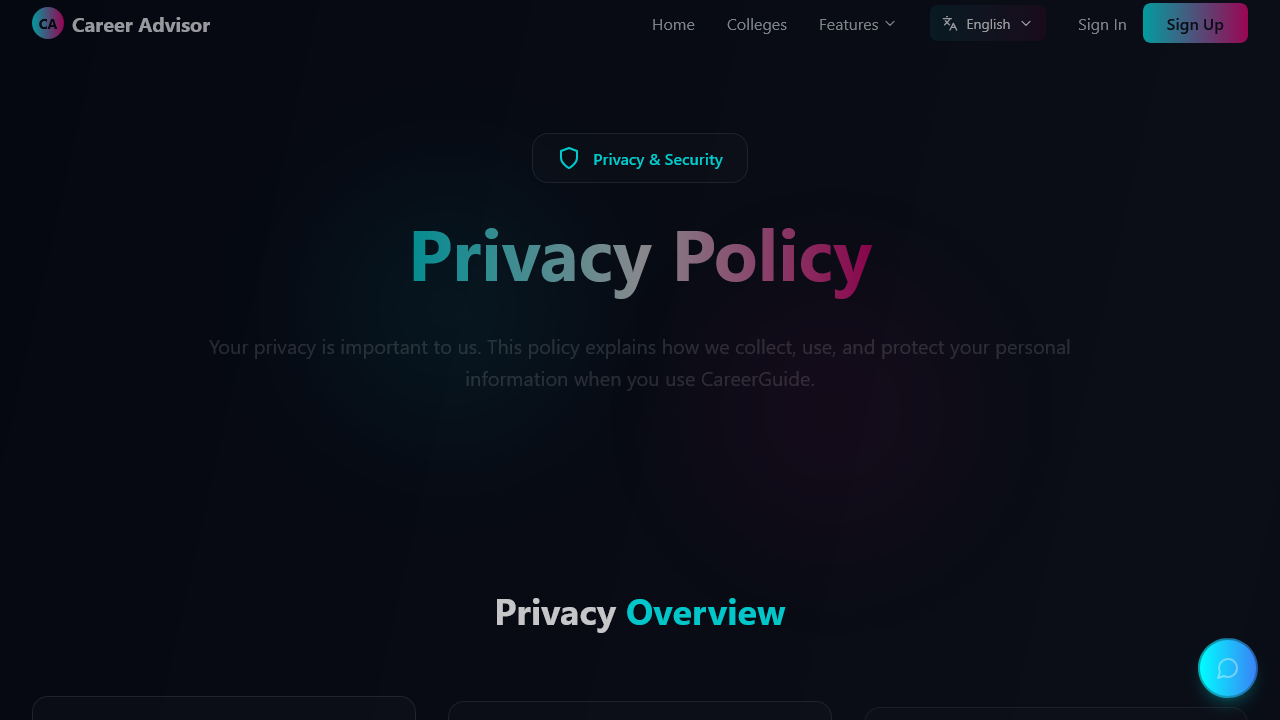 CA Career Advisor
Home
Colleges
Features
English
Sign In
Sign Up
Privacy & Security
Privacy Policy
Your privacy is important to us. This policy explains how we collect, use, and protect your personal
information when you use CareerGuide.
Privacy Overview